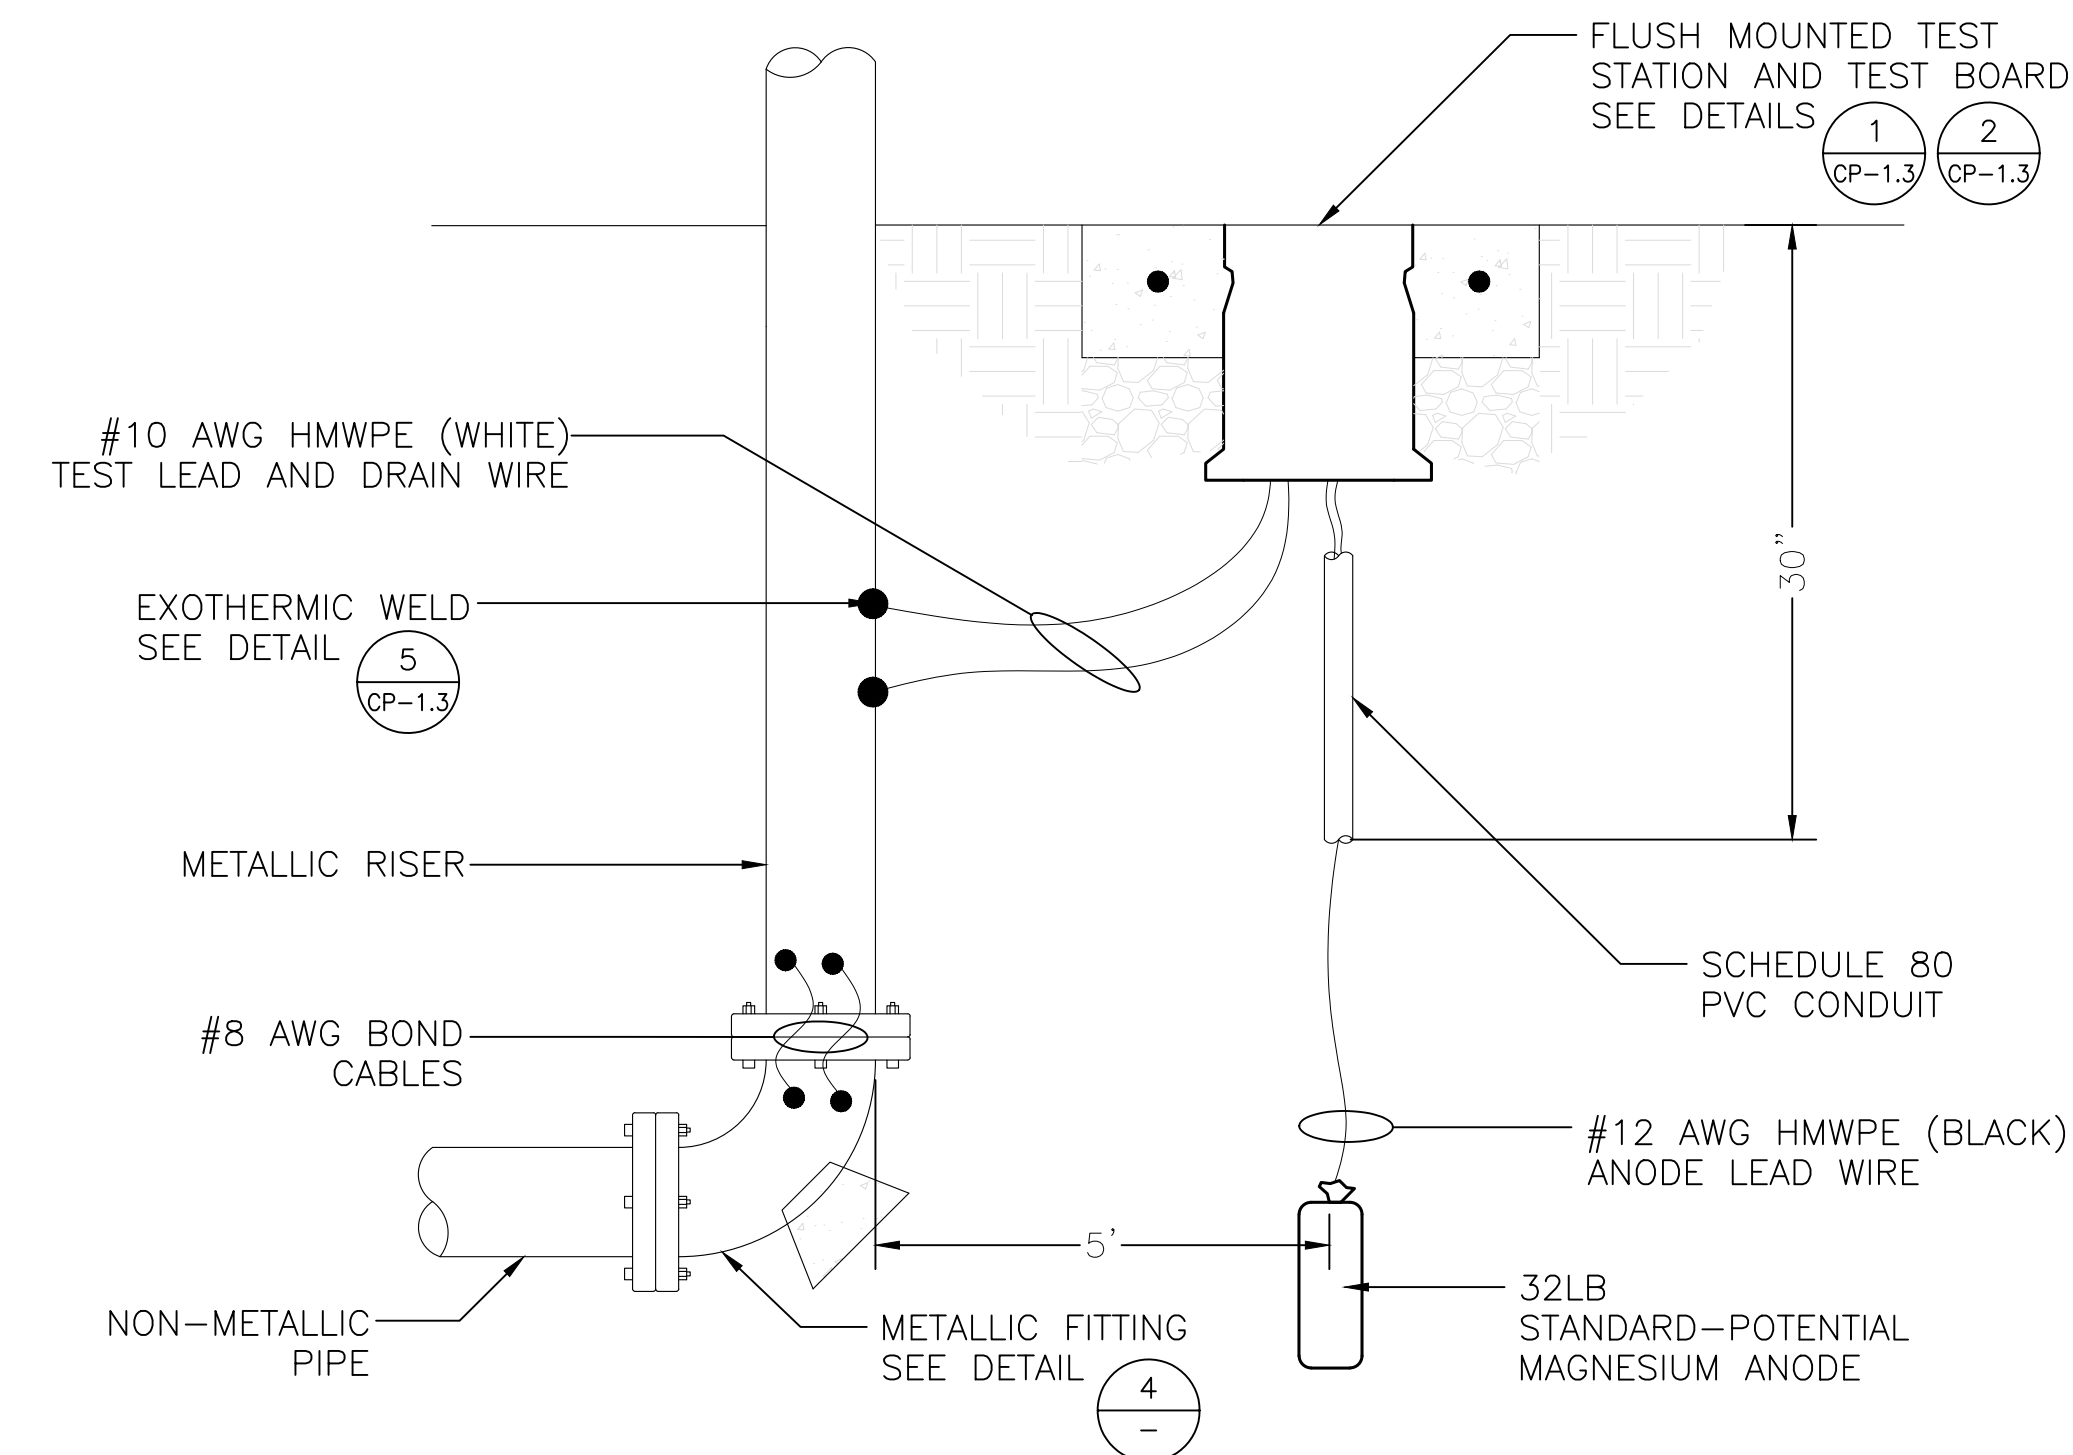 FLUSH MOUNTED TEST
STATION AND TEST BOARD
SEE DETAILS
1
CP-1.3
2
CP-1.3
#10 AWG HMWPE (WHITE)
TEST LEAD AND DRAIN WIRE
30"
EXOTHERMIC WELD
SEE DETAIL
5
CP-1.3
METALLIC RISER
SCHEDULE 80
PVC CONDUIT
#8 AWG BOND
CABLES
#12 AWG HMWPE (BLACK)
ANODE LEAD WIRE
5'
32LB
STANDARD-POTENTIAL
MAGNESIUM ANODE
NON-METALLIC
PIPE
METALLIC FITTING
SEE DETAIL
4
-